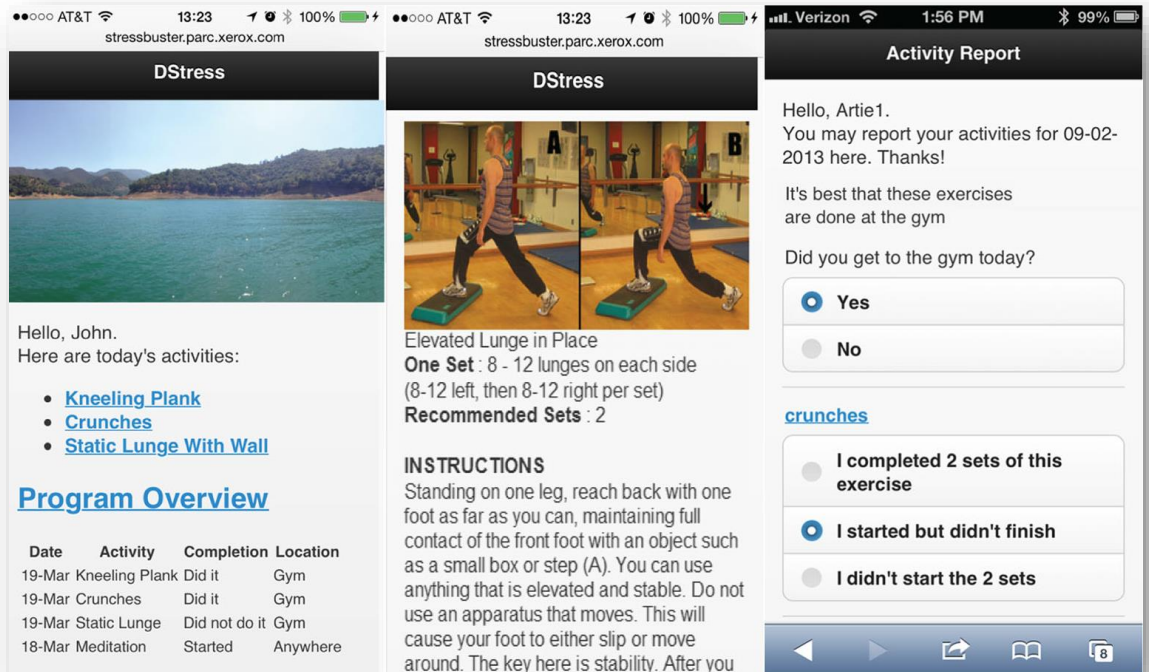 ●●○○○ AT&T 13:23 100%
stressbuster.parc.xerox.com
DStress
Hello, John.
Here are today's activities:
• Kneeling Plank
• Crunches
• Static Lunge With Wall
Program Overview
Date Activity Completion Location
19-Mar Kneeling Plank Did it Gym
19-Mar Crunches Did it Gym
19-Mar Static Lunge Did not do it Gym
18-Mar Meditation Started Anywhere
●●○○○ AT&T 13:23 100%
stressbuster.parc.xerox.com
DStress
A B
Elevated Lunge in Place
One Set : 8 - 12 lunges on each side
(8-12 left, then 8-12 right per set)
Recommended Sets : 2
INSTRUCTIONS
Standing on one leg, reach back with one
foot as far as you can, maintaining full
contact of the front foot with an object such
as a small box or step (A). You can use
anything that is elevated and stable. Do not
use an apparatus that moves. This will
cause your foot to either slip or move
around. The key here is stability. After you
Verizon 1:56 PM 99%
Activity Report
Hello, Artie1.
You may report your activities for 09-02-
2013 here. Thanks!
It's best that these exercises
are done at the gym
Did you get to the gym today?
Yes
No
crunches
I completed 2 sets of this
exercise
I started but didn't finish
I didn't start the 2 sets
8